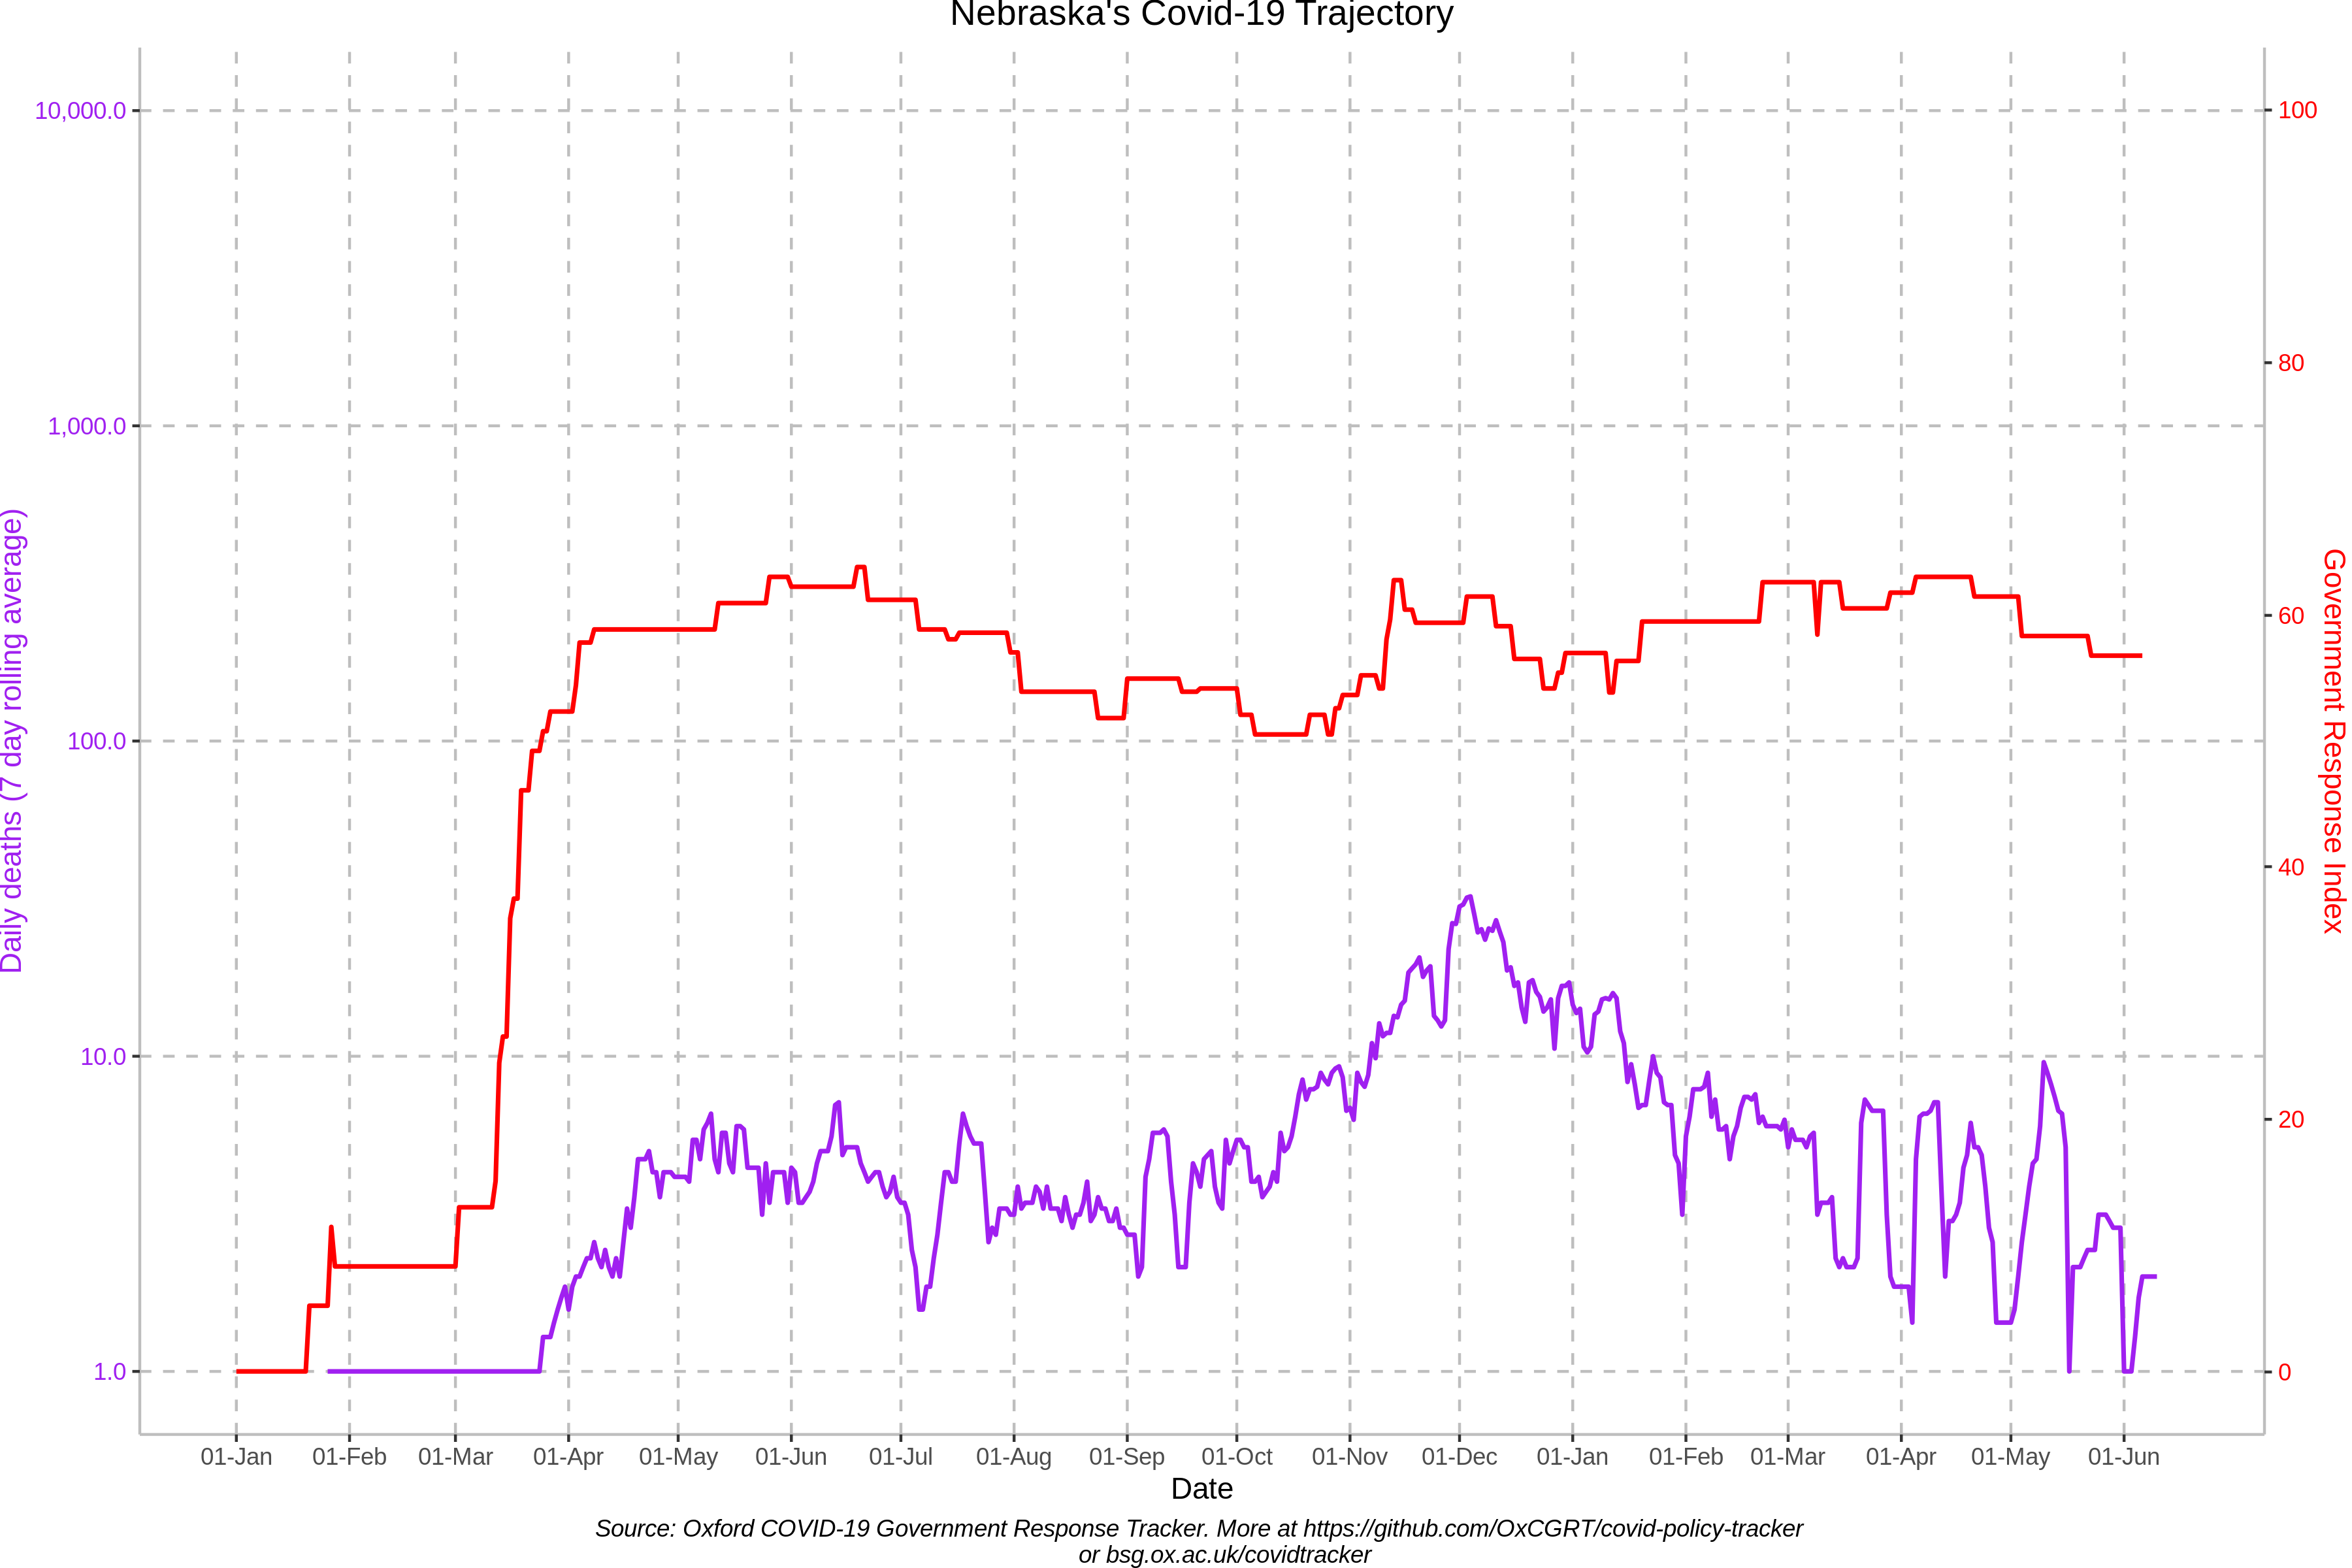 Nebraska's Covid-19 Trajectory
10,000.0
1,000.0
100.0
10.0
1.0
Daily deaths (7 day rolling average)
100
80
60
40
20
0
Government Response Index
01-Jan 01-Feb 01-Mar 01-Apr 01-May 01-Jun 01-Jul 01-Aug 01-Sep 01-Oct 01-Nov 01-Dec 01-Jan 01-Feb 01-Mar 01-Apr 01-May 01-Jun
Date
Source: Oxford COVID-19 Government Response Tracker. More at https://github.com/OxCGRT/covid-policy-tracker
or bsg.ox.ac.uk/covidtracker